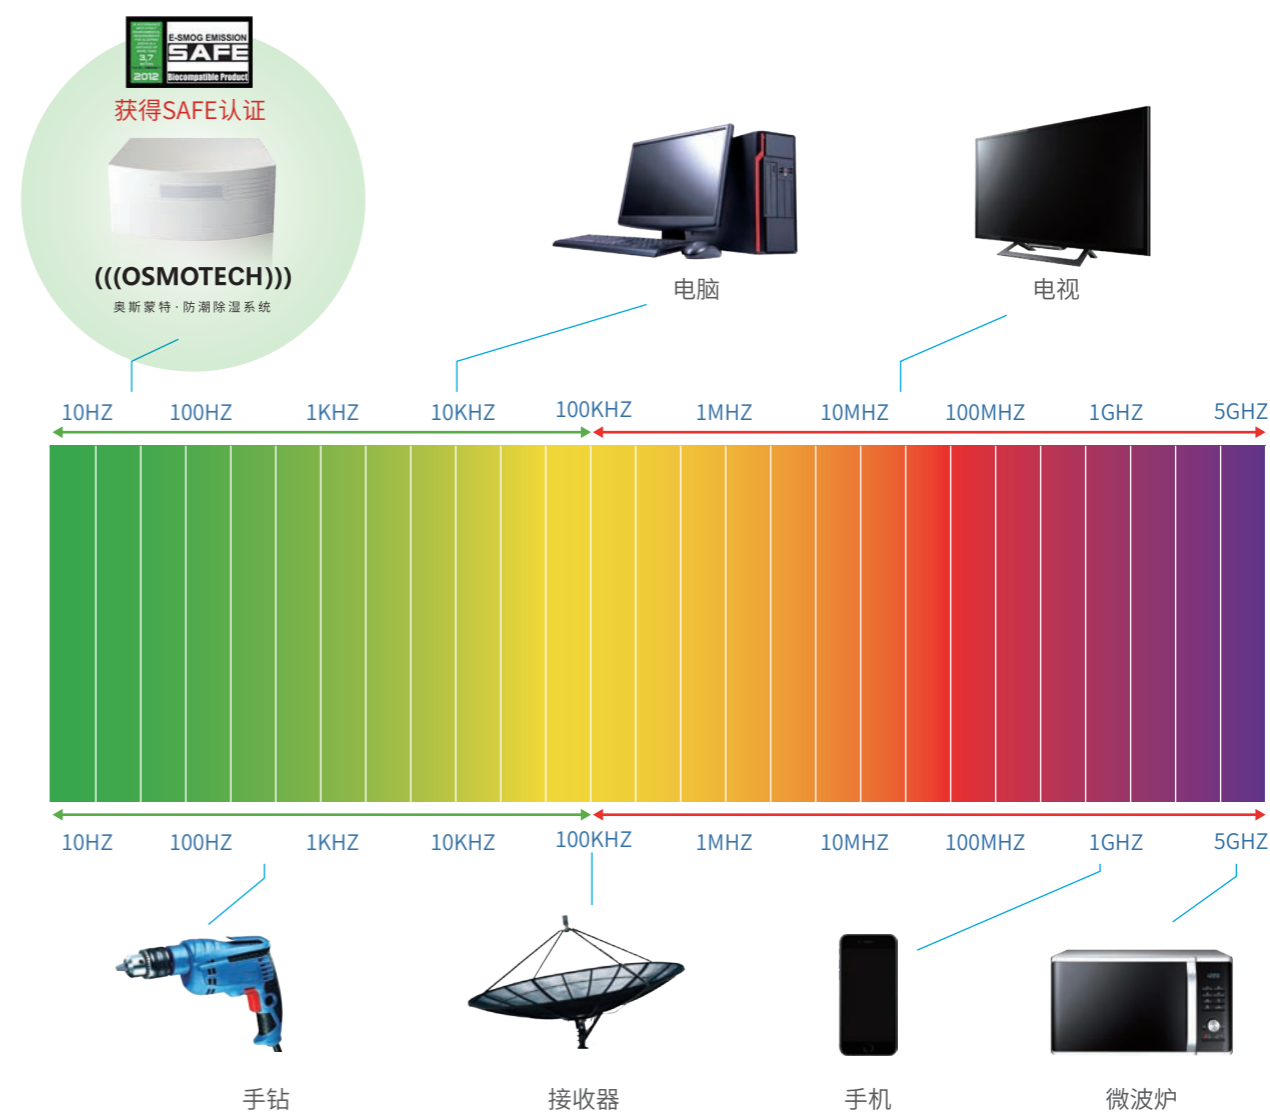 E-SMOG EMISSION
SAFE
3,7
2012
Biocompatible Product
获得SAFE认证
(((OSMOTECH)))
奥斯蒙特·防潮除湿系统
电脑
电视
10HZ 100HZ 1KHZ 10KHZ 100KHZ 1MHZ 10MHZ 100MHZ 1GHZ 5GHZ
10HZ 100HZ 1KHZ 10KHZ 100KHZ 1MHZ 10MHZ 100MHZ 1GHZ 5GHZ
手钻
接收器
手机
微波炉